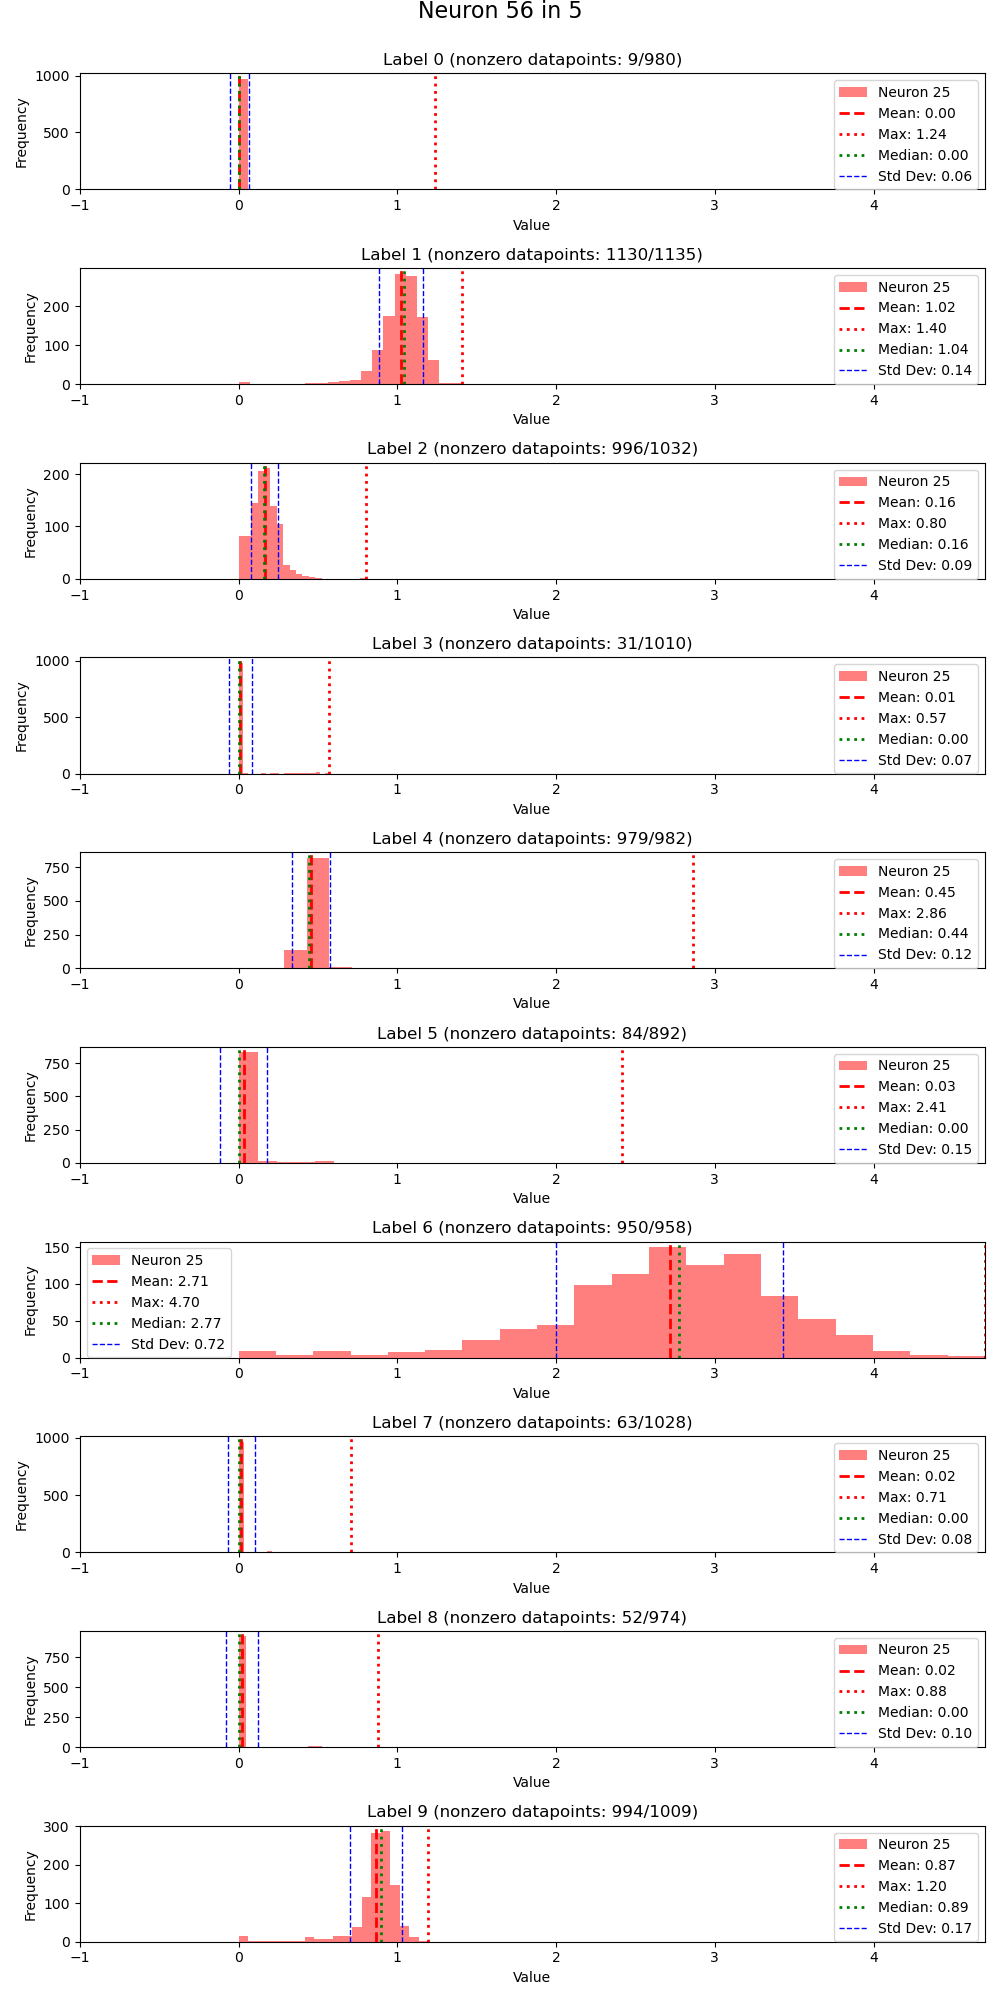 Neuron 56 in 5
Label 0 (nonzero datapoints: 9/980)
Frequency
1000
500
0
Neuron 25
Mean: 0.00
Max: 1.24
Median: 0.00
Std Dev: 0.06
−1 0 1 2 3 4
Value
Label 1 (nonzero datapoints: 1130/1135)
Frequency
200
100
0
Neuron 25
Mean: 1.02
Max: 1.40
Median: 1.04
Std Dev: 0.14
−1 0 1 2 3 4
Value
Label 2 (nonzero datapoints: 996/1032)
Frequency
200
100
0
Neuron 25
Mean: 0.16
Max: 0.80
Median: 0.16
Std Dev: 0.09
−1 0 1 2 3 4
Value
Label 3 (nonzero datapoints: 31/1010)
Frequency
1000
500
0
Neuron 25
Mean: 0.01
Max: 0.57
Median: 0.00
Std Dev: 0.07
−1 0 1 2 3 4
Value
Label 4 (nonzero datapoints: 979/982)
Frequency
750
500
250
0
Neuron 25
Mean: 0.45
Max: 2.86
Median: 0.44
Std Dev: 0.12
−1 0 1 2 3 4
Value
Label 5 (nonzero datapoints: 84/892)
Frequency
750
500
250
0
Neuron 25
Mean: 0.03
Max: 2.41
Median: 0.00
Std Dev: 0.15
−1 0 1 2 3 4
Value
Label 6 (nonzero datapoints: 950/958)
Frequency
150
100
50
0
Neuron 25
Mean: 2.71
Max: 4.70
Median: 2.77
Std Dev: 0.72
−1 0 1 2 3 4
Value
Label 7 (nonzero datapoints: 63/1028)
Frequency
1000
500
0
Neuron 25
Mean: 0.02
Max: 0.71
Median: 0.00
Std Dev: 0.08
−1 0 1 2 3 4
Value
Label 8 (nonzero datapoints: 52/974)
Frequency
750
500
250
0
Neuron 25
Mean: 0.02
Max: 0.88
Median: 0.00
Std Dev: 0.10
−1 0 1 2 3 4
Value
Label 9 (nonzero datapoints: 994/1009)
Frequency
300
200
100
0
Neuron 25
Mean: 0.87
Max: 1.20
Median: 0.89
Std Dev: 0.17
−1 0 1 2 3 4
Value